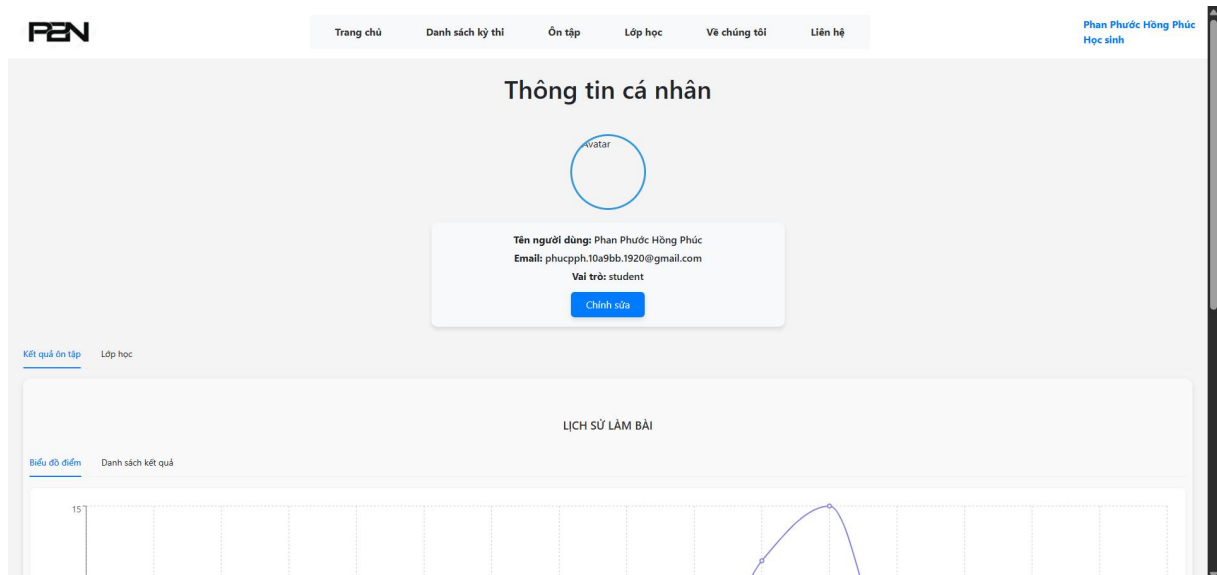 PEN
Trang chủ
Danh sách kỳ thi
Ôn tập
Lớp học
Về chúng tôi
Liên hệ
Phan Phước Hồng Phúc
Học sinh
Thông tin cá nhân
Avatar
Tên người dùng: Phan Phước Hồng Phúc
Email: phucpph.10a9bb.1920@gmail.com
Vai trò: student
Chỉnh sửa
Kết quả ôn tập
Lớp học
LỊCH SỬ LÀM BÀI
Biểu đồ điểm
Danh sách kết quả
15